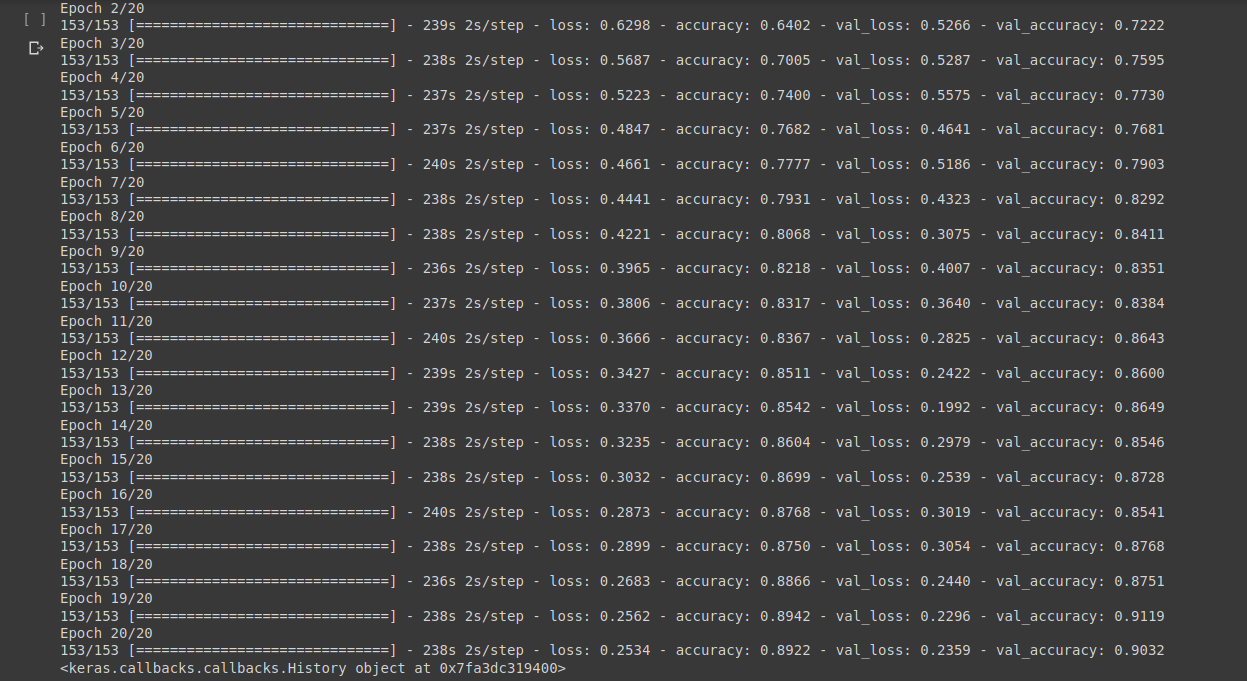 [ ]
Epoch 2/20
153/153 [==============================] - 239s 2s/step - loss: 0.6298 - accuracy: 0.6402 - val_loss: 0.5266 - val_accuracy: 0.7222
Epoch 3/20
153/153 [==============================] - 238s 2s/step - loss: 0.5687 - accuracy: 0.7005 - val_loss: 0.5287 - val_accuracy: 0.7595
Epoch 4/20
153/153 [==============================] - 237s 2s/step - loss: 0.5223 - accuracy: 0.7400 - val_loss: 0.5575 - val_accuracy: 0.7730
Epoch 5/20
153/153 [==============================] - 237s 2s/step - loss: 0.4847 - accuracy: 0.7682 - val_loss: 0.4641 - val_accuracy: 0.7681
Epoch 6/20
153/153 [==============================] - 240s 2s/step - loss: 0.4661 - accuracy: 0.7777 - val_loss: 0.5186 - val_accuracy: 0.7903
Epoch 7/20
153/153 [==============================] - 238s 2s/step - loss: 0.4441 - accuracy: 0.7931 - val_loss: 0.4323 - val_accuracy: 0.8292
Epoch 8/20
153/153 [==============================] - 238s 2s/step - loss: 0.4221 - accuracy: 0.8068 - val_loss: 0.3075 - val_accuracy: 0.8411
Epoch 9/20
153/153 [==============================] - 236s 2s/step - loss: 0.3965 - accuracy: 0.8218 - val_loss: 0.4007 - val_accuracy: 0.8351
Epoch 10/20
153/153 [==============================] - 237s 2s/step - loss: 0.3806 - accuracy: 0.8317 - val_loss: 0.3640 - val_accuracy: 0.8384
Epoch 11/20
153/153 [==============================] - 240s 2s/step - loss: 0.3666 - accuracy: 0.8367 - val_loss: 0.2825 - val_accuracy: 0.8643
Epoch 12/20
153/153 [==============================] - 239s 2s/step - loss: 0.3427 - accuracy: 0.8511 - val_loss: 0.2422 - val_accuracy: 0.8600
Epoch 13/20
153/153 [==============================] - 239s 2s/step - loss: 0.3370 - accuracy: 0.8542 - val_loss: 0.1992 - val_accuracy: 0.8649
Epoch 14/20
153/153 [==============================] - 238s 2s/step - loss: 0.3235 - accuracy: 0.8604 - val_loss: 0.2979 - val_accuracy: 0.8546
Epoch 15/20
153/153 [==============================] - 238s 2s/step - loss: 0.3032 - accuracy: 0.8699 - val_loss: 0.2539 - val_accuracy: 0.8728
Epoch 16/20
153/153 [==============================] - 240s 2s/step - loss: 0.2873 - accuracy: 0.8768 - val_loss: 0.3019 - val_accuracy: 0.8541
Epoch 17/20
153/153 [==============================] - 238s 2s/step - loss: 0.2899 - accuracy: 0.8750 - val_loss: 0.3054 - val_accuracy: 0.8768
Epoch 18/20
153/153 [==============================] - 236s 2s/step - loss: 0.2683 - accuracy: 0.8866 - val_loss: 0.2440 - val_accuracy: 0.8751
Epoch 19/20
153/153 [==============================] - 238s 2s/step - loss: 0.2562 - accuracy: 0.8942 - val_loss: 0.2296 - val_accuracy: 0.9119
Epoch 20/20
153/153 [==============================] - 238s 2s/step - loss: 0.2534 - accuracy: 0.8922 - val_loss: 0.2359 - val_accuracy: 0.9032
<keras.callbacks.callbacks.History object at 0x7fa3dc319400>